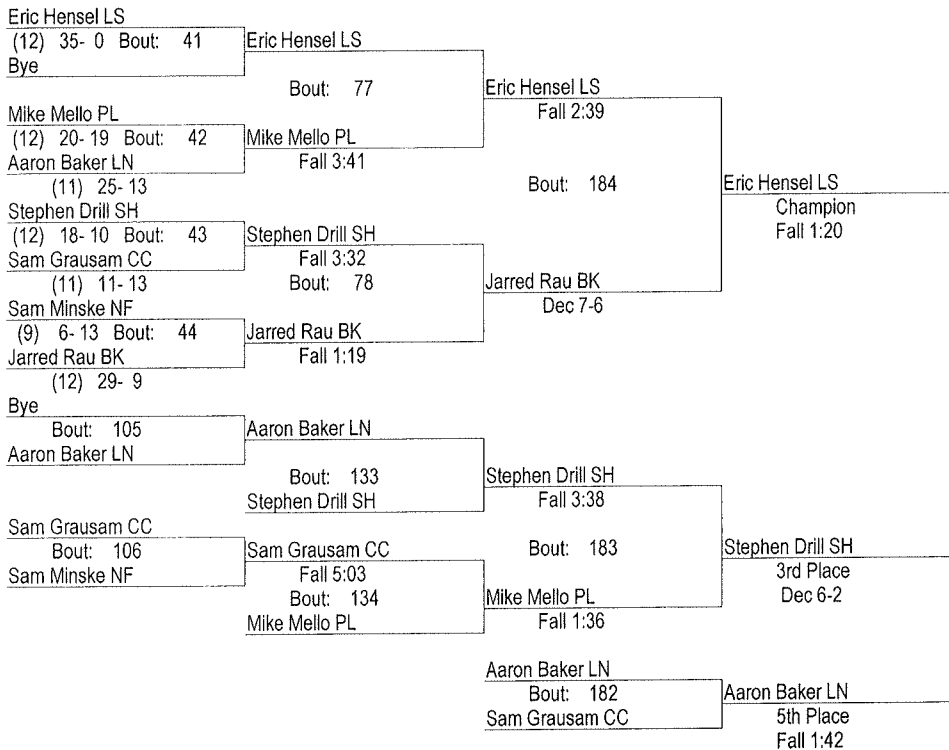 Eric Hensel LS
(12) 35- 0 Bout: 41
Bye
Eric Hensel LS
Bout: 77
Mike Mello PL
(12) 20- 19 Bout: 42
Aaron Baker LN
(11) 25- 13
Mike Mello PL
Fall 3:41
Eric Hensel LS
Fall 2:39
Stephen Drill SH
(12) 18- 10 Bout: 43
Sam Grausam CC
(11) 11- 13
Stephen Drill SH
Fall 3:32
Bout: 78
Sam Minske NF
(9) 6- 13 Bout: 44
Jarred Rau BK
(12) 29- 9
Jarred Rau BK
Fall 1:19
Jarred Rau BK
Dec 7-6
Bout: 184
Eric Hensel LS
Champion
Fall 1:20
Bye
Bout: 105
Aaron Baker LN
Aaron Baker LN
Bout: 133
Stephen Drill SH
Stephen Drill SH
Fall 3:38
Sam Grausam CC
Bout: 106
Sam Minske NF
Sam Grausam CC
Fall 5:03
Bout: 134
Mike Mello PL
Mike Mello PL
Fall 1:36
Bout: 183
Stephen Drill SH
3rd Place
Dec 6-2
Aaron Baker LN
Bout: 182
Sam Grausam CC
Aaron Baker LN
5th Place
Fall 1:42